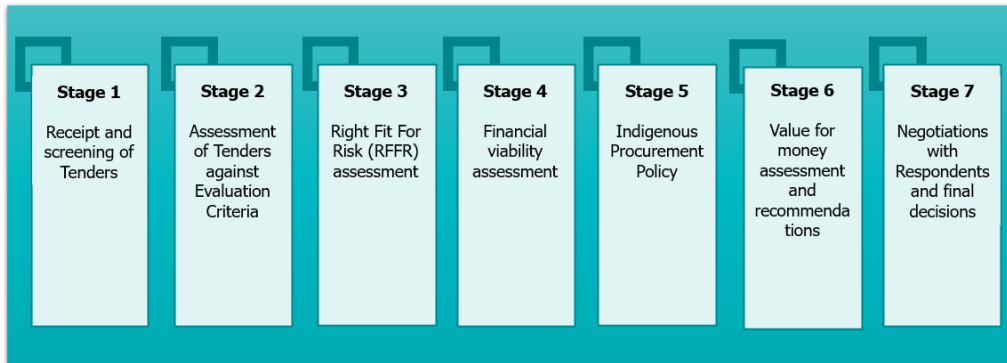 Stage 1
Receipt and
screening of
Tenders
Stage 2
Assessment
of Tenders
against
Evaluation
Criteria
Stage 3
Right Fit For
Risk (RFFR)
assessment
Stage 4
Financial
viability
assessment
Stage 5
Indigenous
Procurement
Policy
Stage 6
Value for
money
assessment
and
recommenda
tions
Stage 7
Negotiations
with
Respondents
and final
decisions